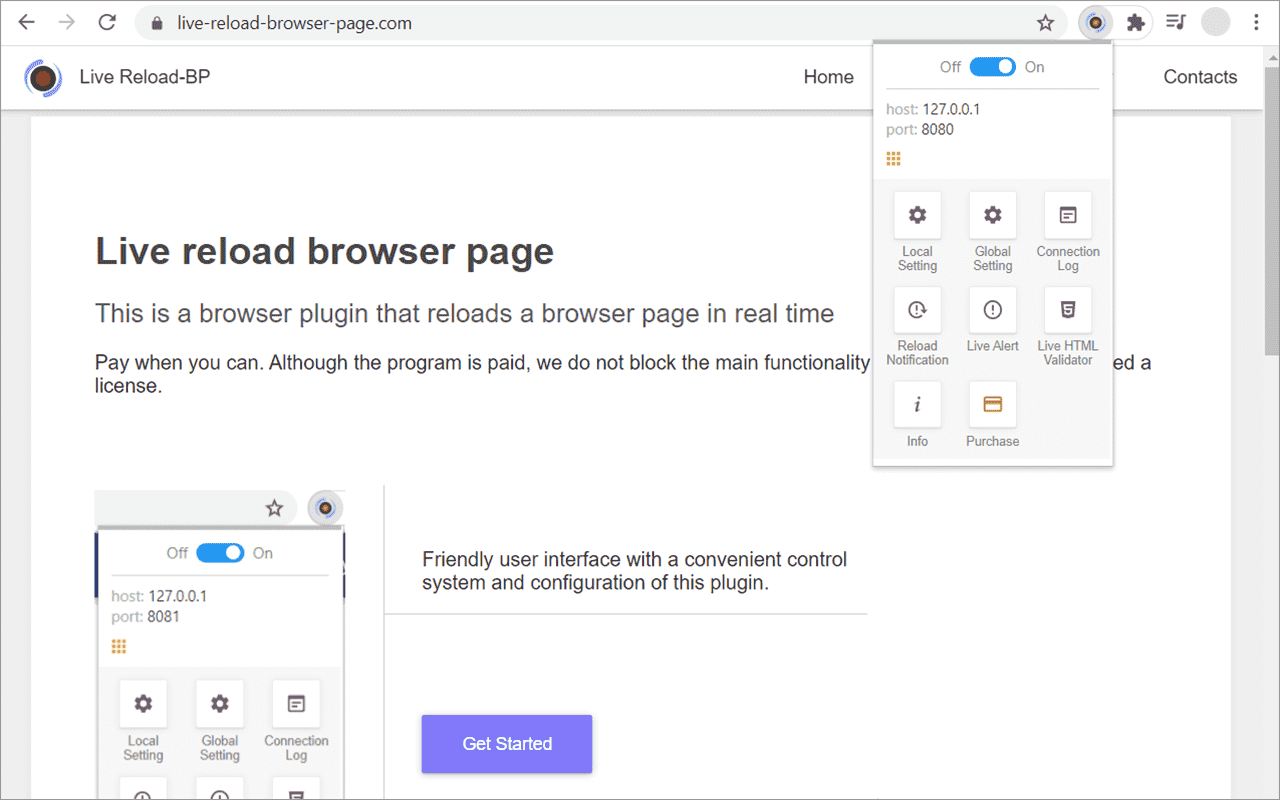 live-reload-browser-page.com
Live Reload-BP
Home
Contacts
Off On
host: 127.0.0.1
port: 8080
Local Setting
Global Setting
Connection Log
Reload Notification
Live Alert
Live HTML Validator
Info
Purchase
Live reload browser page
This is a browser plugin that reloads a browser page in real time
Pay when you can. Although the program is paid, we do not block the main functionality
ed a
license.
Off On
host: 127.0.0.1
port: 8081
Local Setting
Global Setting
Connection Log
Friendly user interface with a convenient control
system and configuration of this plugin.
Get Started